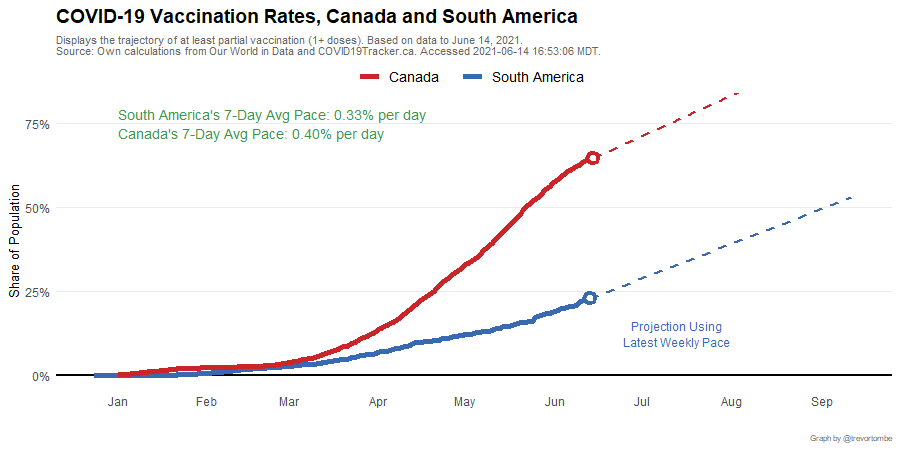 COVID-19 Vaccination Rates, Canada and South America
Displays the trajectory of at least partial vaccination (1+ doses). Based on data to June 14, 2021.
Source: Own calculations from Our World in Data and COVID19Tracker.ca. Accessed 2021-06-14 16:53:06 MDT.
Canada South America
South America's 7-Day Avg Pace: 0.33% per day
Canada's 7-Day Avg Pace: 0.40% per day
Share of Population
75%
50%
25%
0%
Projection Using
Latest Weekly Pace
Jan Feb Mar Apr May Jun Jul Aug Sep
Graph by @trevortombe